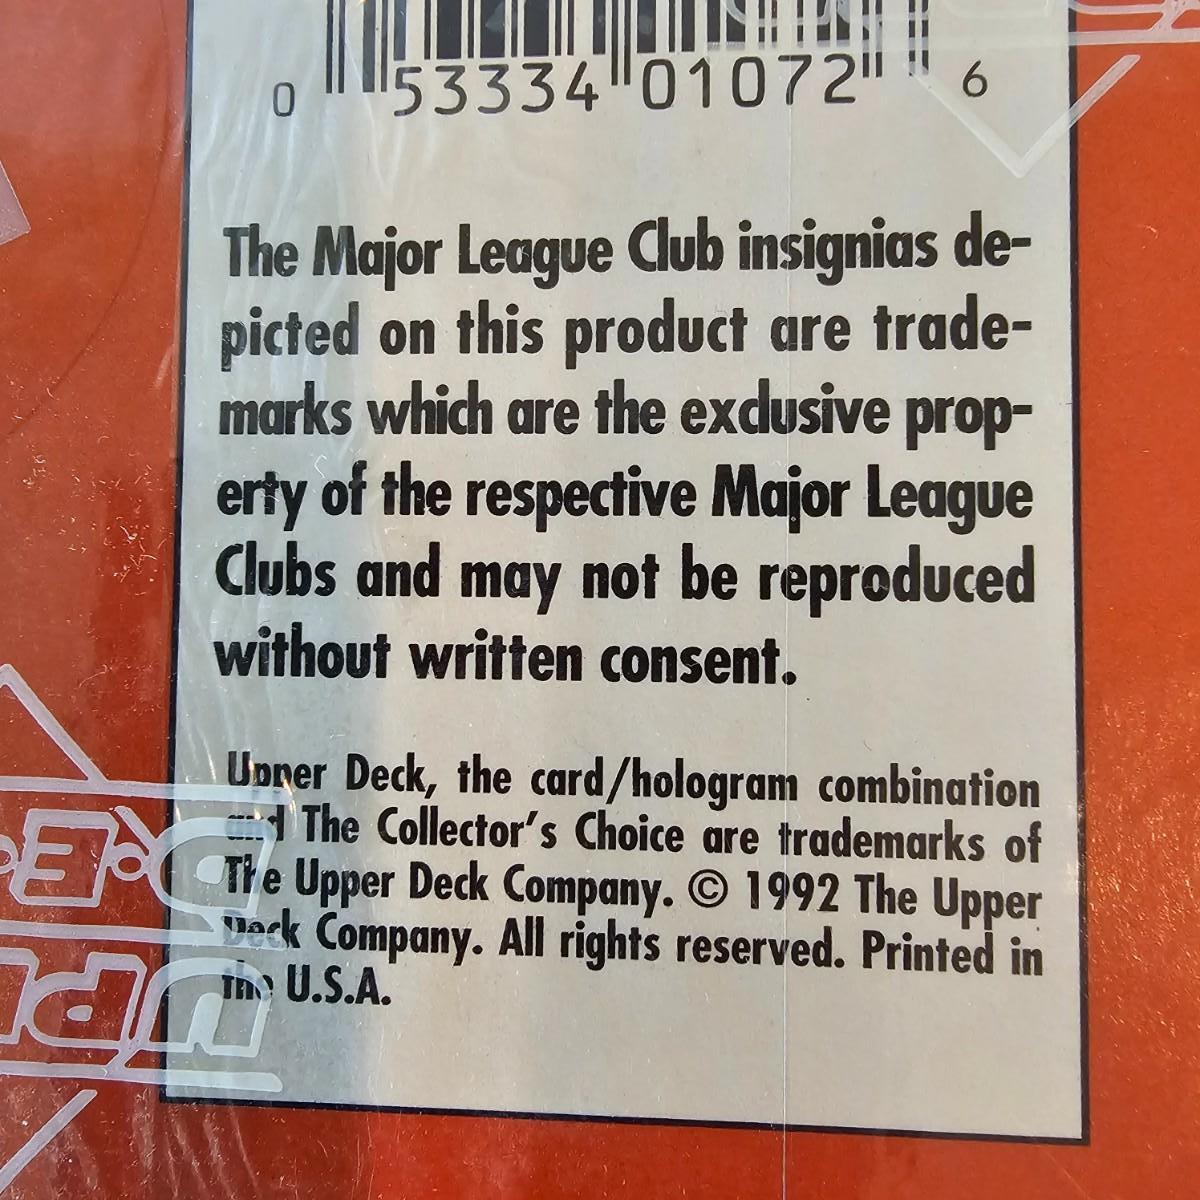 0 53334 01072 6
The Major League Club insignias de-
picted on this product are trade-
marks which are the exclusive prop-
erty of the respective Major League
Clubs and may not be reproduced
without written consent.
Upper Deck, the card/hologram combination
and The Collector's Choice are trademarks of
The Upper Deck Company. © 1992 The Upper
Deck Company. All rights reserved. Printed in
the U.S.A.